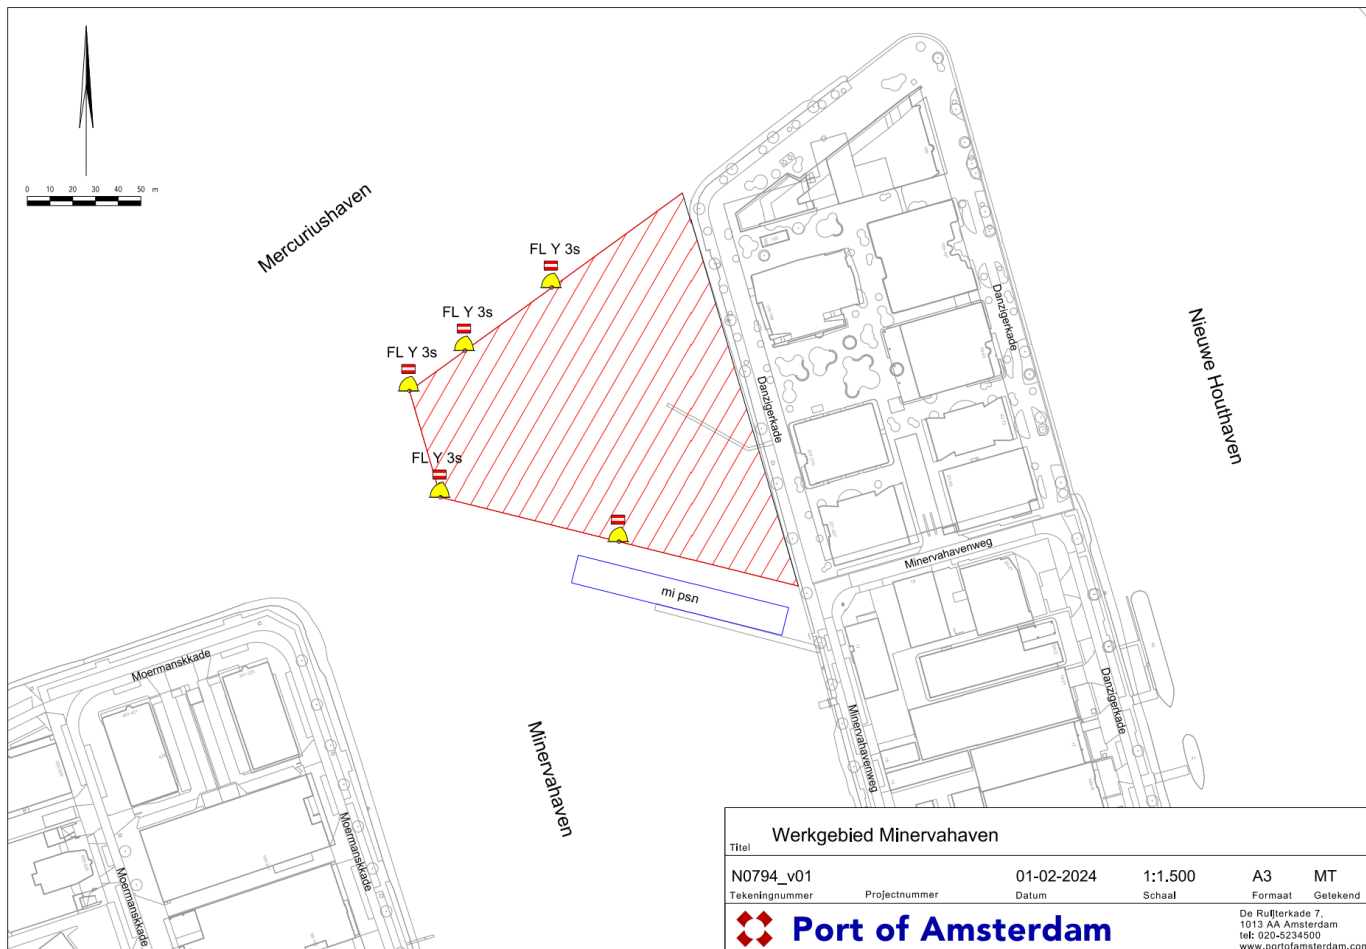 0 10 20 30 40 50 m
Mercuriushaven
FL Y 3s
FL Y 3s
FL Y 3s
FL Y 3s
Danzigerkade
Danzigerkade
Nieuwe Houthaven
Minervahavenweg
mi psn
Moermanskkade
Minervahaven
Minervahavenweg
Danzigerkade
Moermanskkade
Moermanskkade
Titel Werkgebied Minervahaven
N0794_v01 01-02-2024 1:1.500 A3 MT
Tekeningnummer Projectnummer Datum Schaal Formaat Getekend
Port of Amsterdam
De Ruijterkade 7,
1013 AA Amsterdam
tel: 020-5234500
www.portofamsterdam.com